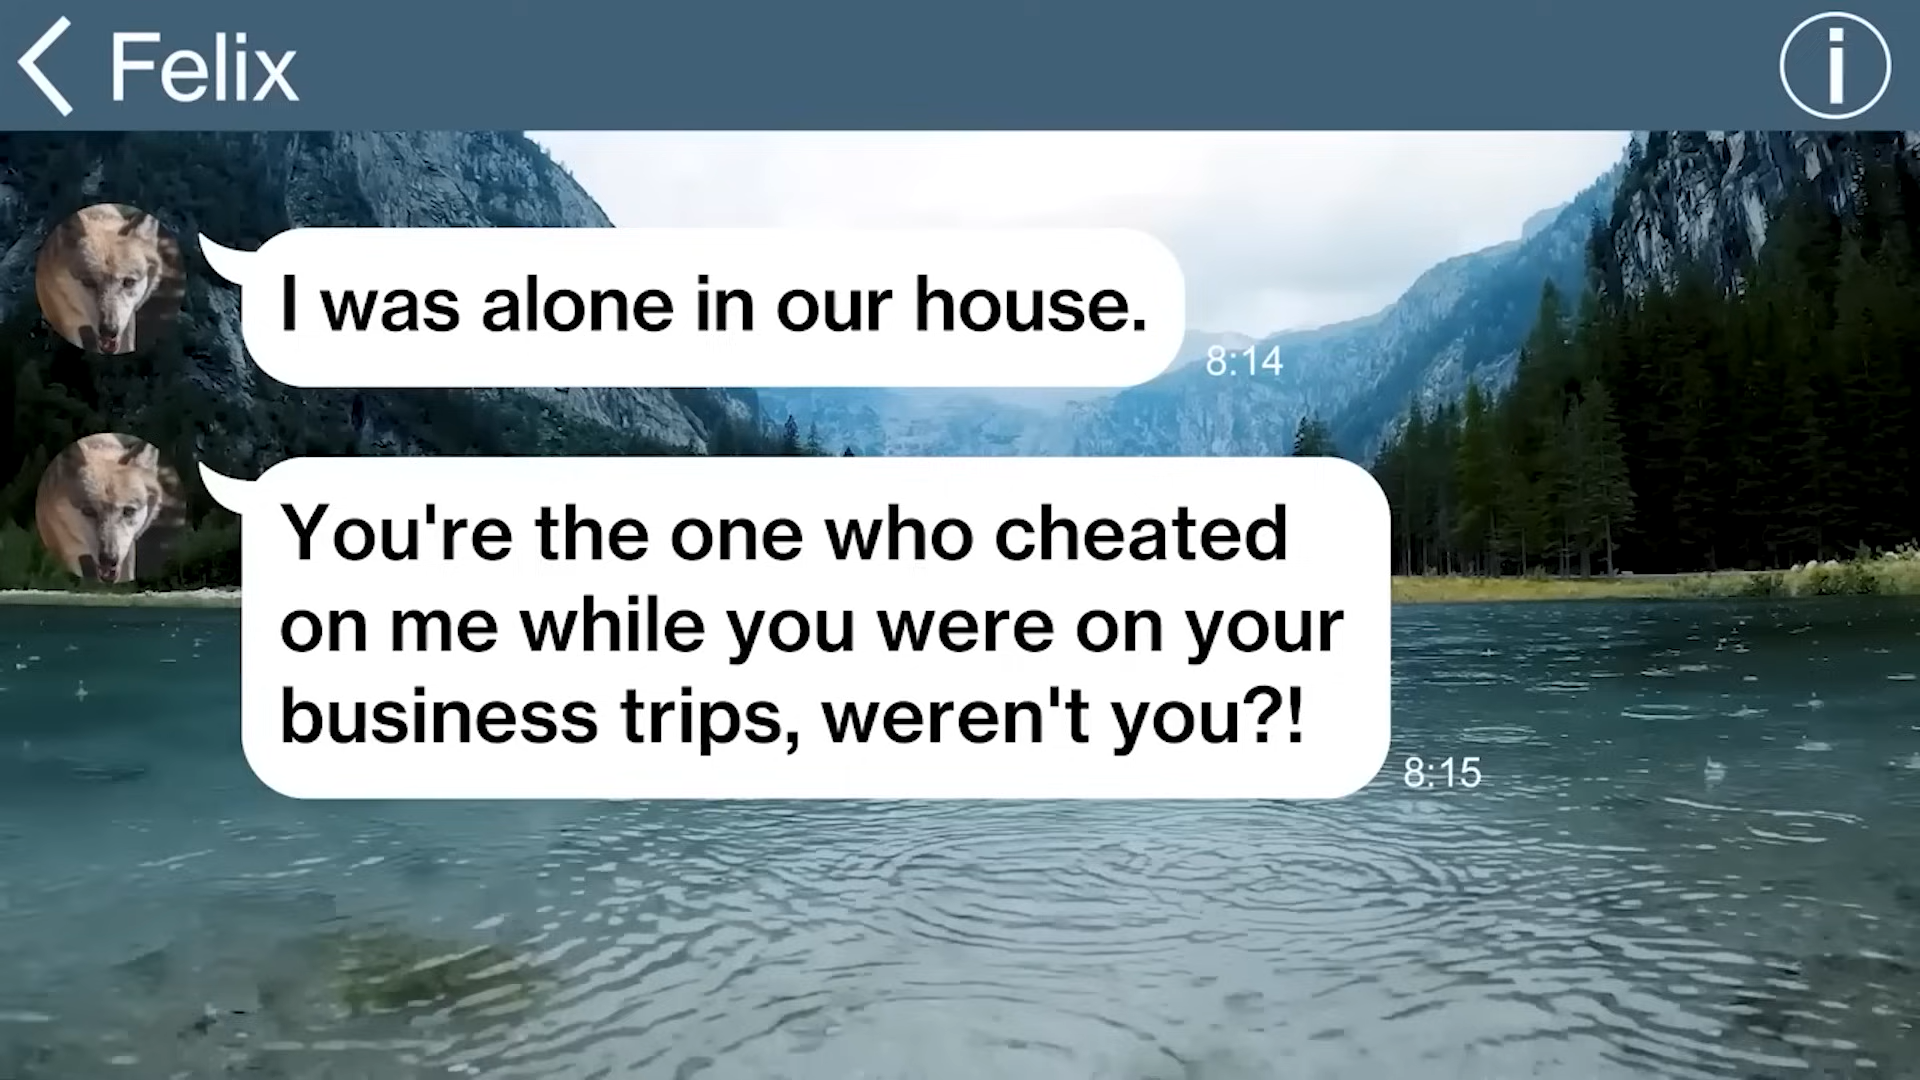 Felix
I was alone in our house.
8:14
You're the one who cheated
on me while you were on your
business trips, weren't you?!
8:15